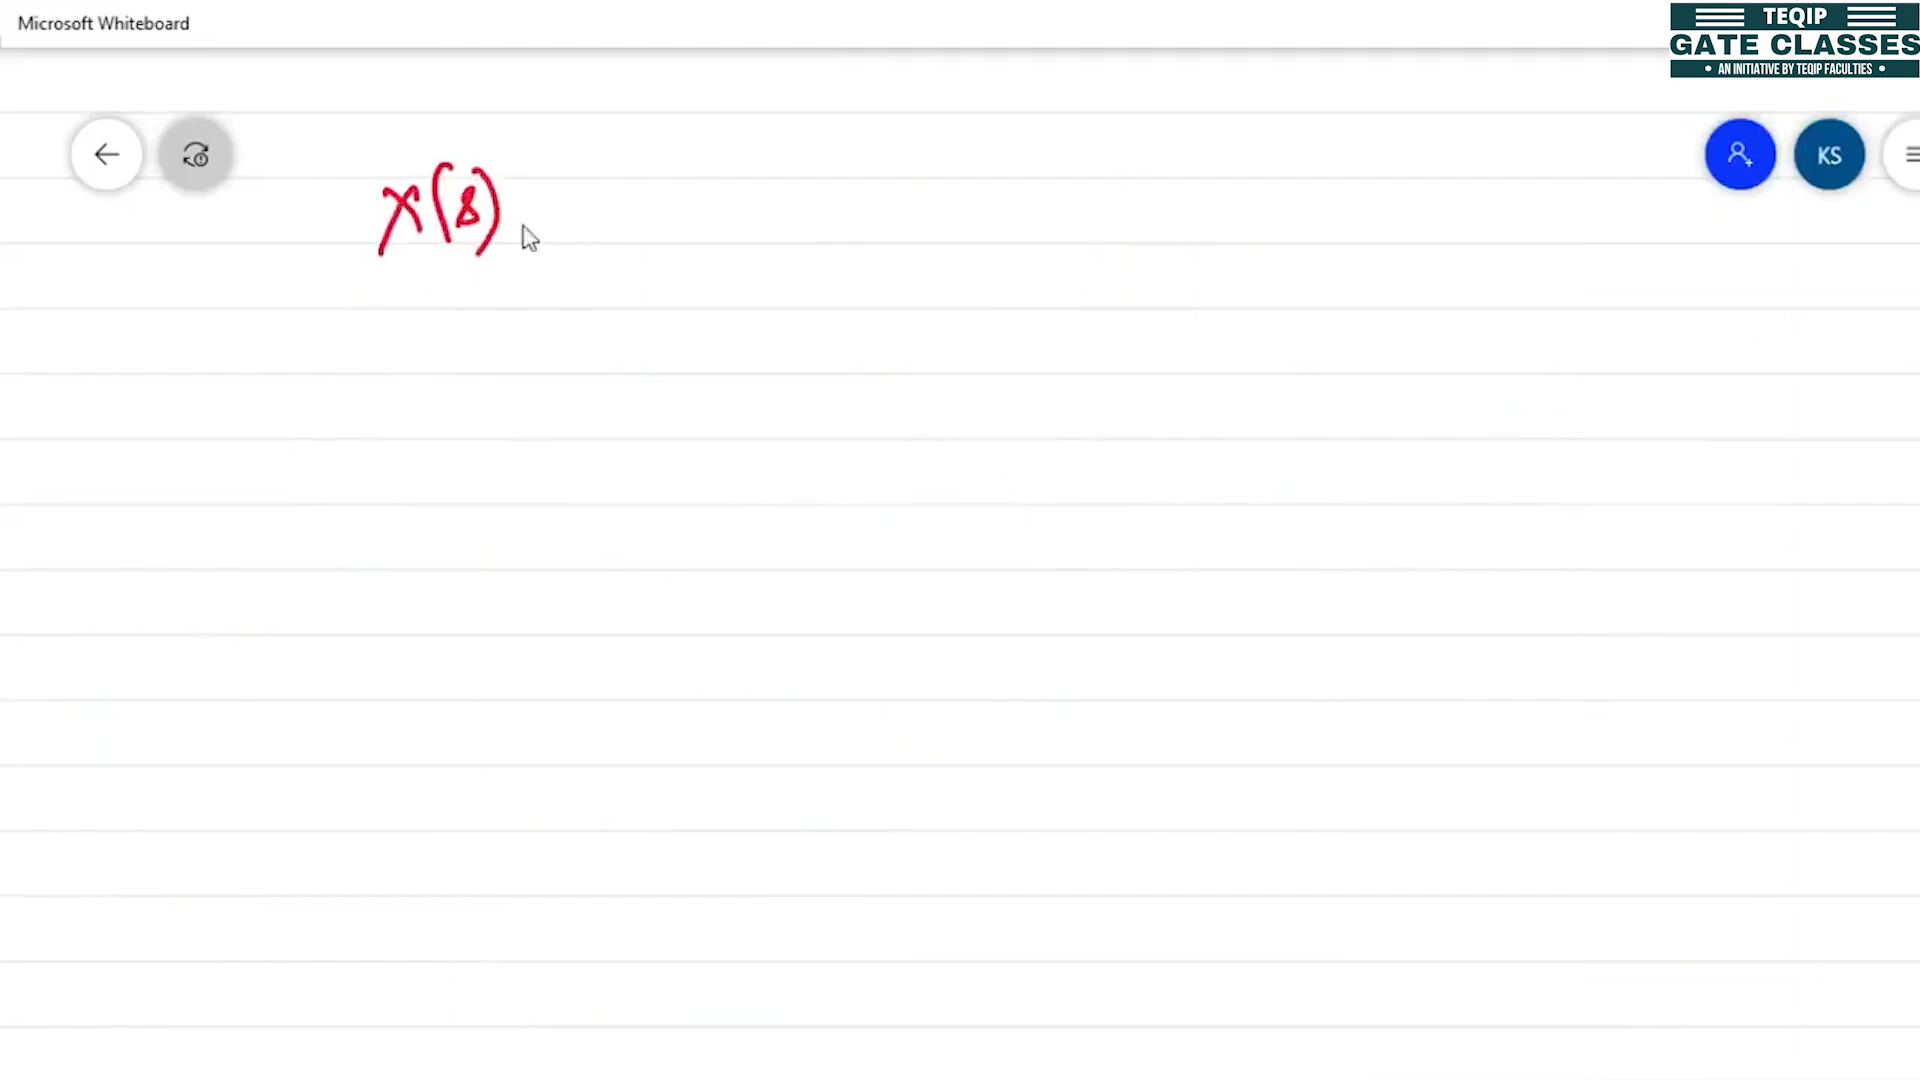 Microsoft Whiteboard
TEQIP
GATE CLASSES
• AN INITIATIVE BY TEQIP FACULTIES •
KS
X(s)